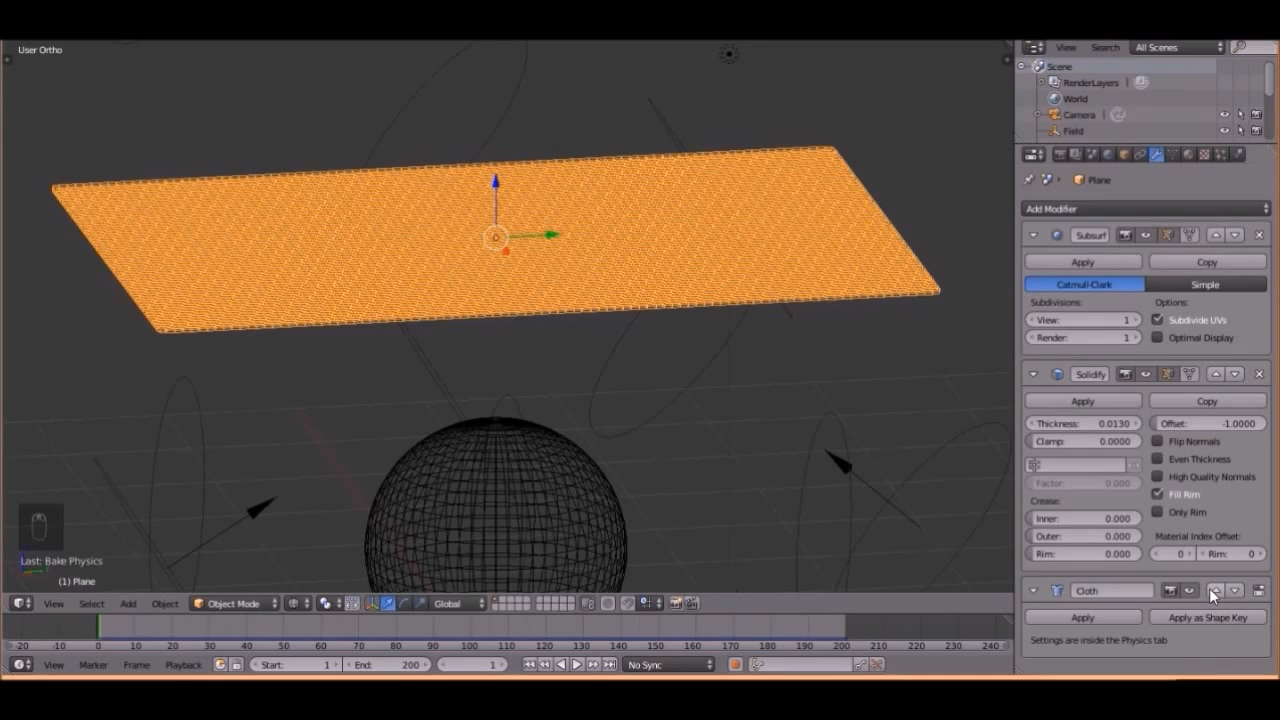 User Ortho
View Search All Scenes
Scene
RenderLayers
World
Camera
Field
Plane
Add Modifier
Subsurf
Apply Copy
Catmull-Clark Simple
Subdivisions: Options:
View: 1 Subdivide UVs
Render: 1 Optimal Display
Solidify
Apply Copy
Thickness: 0.0130 Offset: -1.0000
Clamp: 0.0000 Flip Normals
Even Thickness
Factor: 0.000 High Quality Normals
Crease: Fill Rim
Inner: 0.000 Only Rim
Outer: 0.000 Material Index Offset:
Rim: 0.000 0 Rim: 0
Cloth
Apply Apply as Shape Key
Settings are inside the Physics tab
Last: Bake Physics
(1) Plane
View Select Add Object Object Mode Global
-20 -10 0 10 20 30 40 50 60 70 80 90 100 110 120 130 140 150 160 170 180 190 200 210 220 230 240
View Marker Frame Playback Start: 1 End: 200 1 No Sync